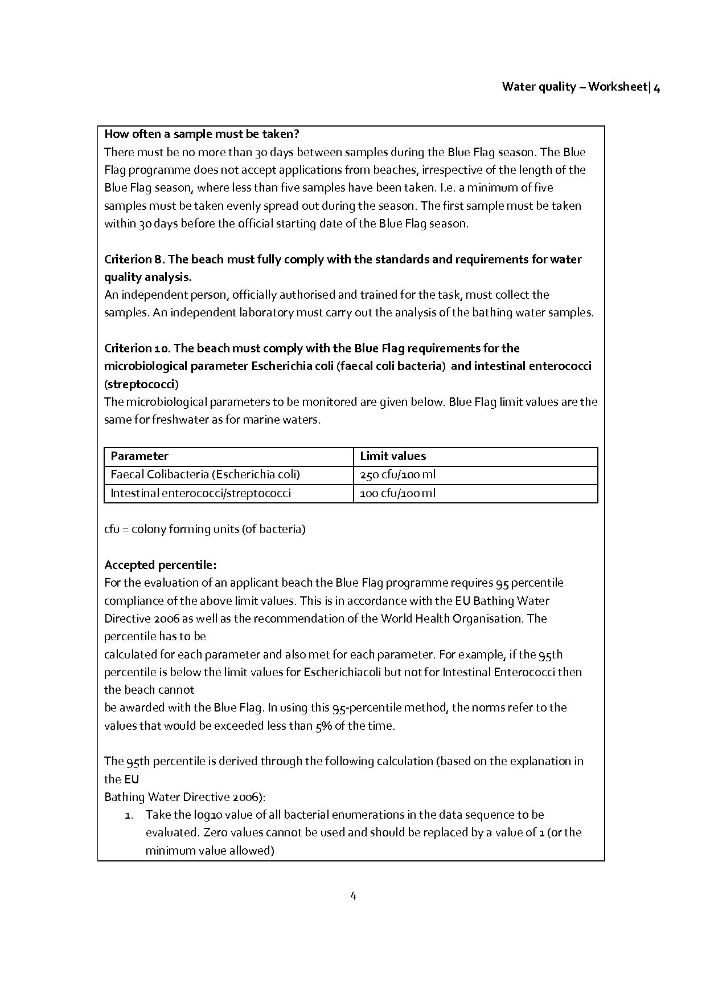 Water quality – Worksheet| 4
How often a sample must be taken?
There must be no more than 30 days between samples during the Blue Flag season. The Blue
Flag programme does not accept applications from beaches, irrespective of the length of the
Blue Flag season, where less than five samples have been taken. I.e. a minimum of five
samples must be taken evenly spread out during the season. The first sample must be taken
within 30 days before the official starting date of the Blue Flag season.
Criterion 8. The beach must fully comply with the standards and requirements for water
quality analysis.
An independent person, officially authorised and trained for the task, must collect the
samples. An independent laboratory must carry out the analysis of the bathing water samples.
Criterion 10. The beach must comply with the Blue Flag requirements for the
microbiological parameter Escherichia coli (faecal coli bacteria) and intestinal enterococci
(streptococci)
The microbiological parameters to be monitored are given below. Blue Flag limit values are the
same for freshwater as for marine waters.
Parameter Limit values
Faecal Colibacteria (Escherichia coli) 250 cfu/100 ml
Intestinal enterococci/streptococci 100 cfu/100 ml
cfu = colony forming units (of bacteria)
Accepted percentile:
For the evaluation of an applicant beach the Blue Flag programme requires 95 percentile
compliance of the above limit values. This is in accordance with the EU Bathing Water
Directive 2006 as well as the recommendation of the World Health Organisation. The
percentile has to be
calculated for each parameter and also met for each parameter. For example, if the 95th
percentile is below the limit values for Escherichiacoli but not for Intestinal Enterococci then
the beach cannot
be awarded with the Blue Flag. In using this 95-percentile method, the norms refer to the
values that would be exceeded less than 5% of the time.
The 95th percentile is derived through the following calculation (based on the explanation in
the EU
Bathing Water Directive 2006):
1. Take the log10 value of all bacterial enumerations in the data sequence to be
evaluated. Zero values cannot be used and should be replaced by a value of 1 (or the
minimum value allowed)
4